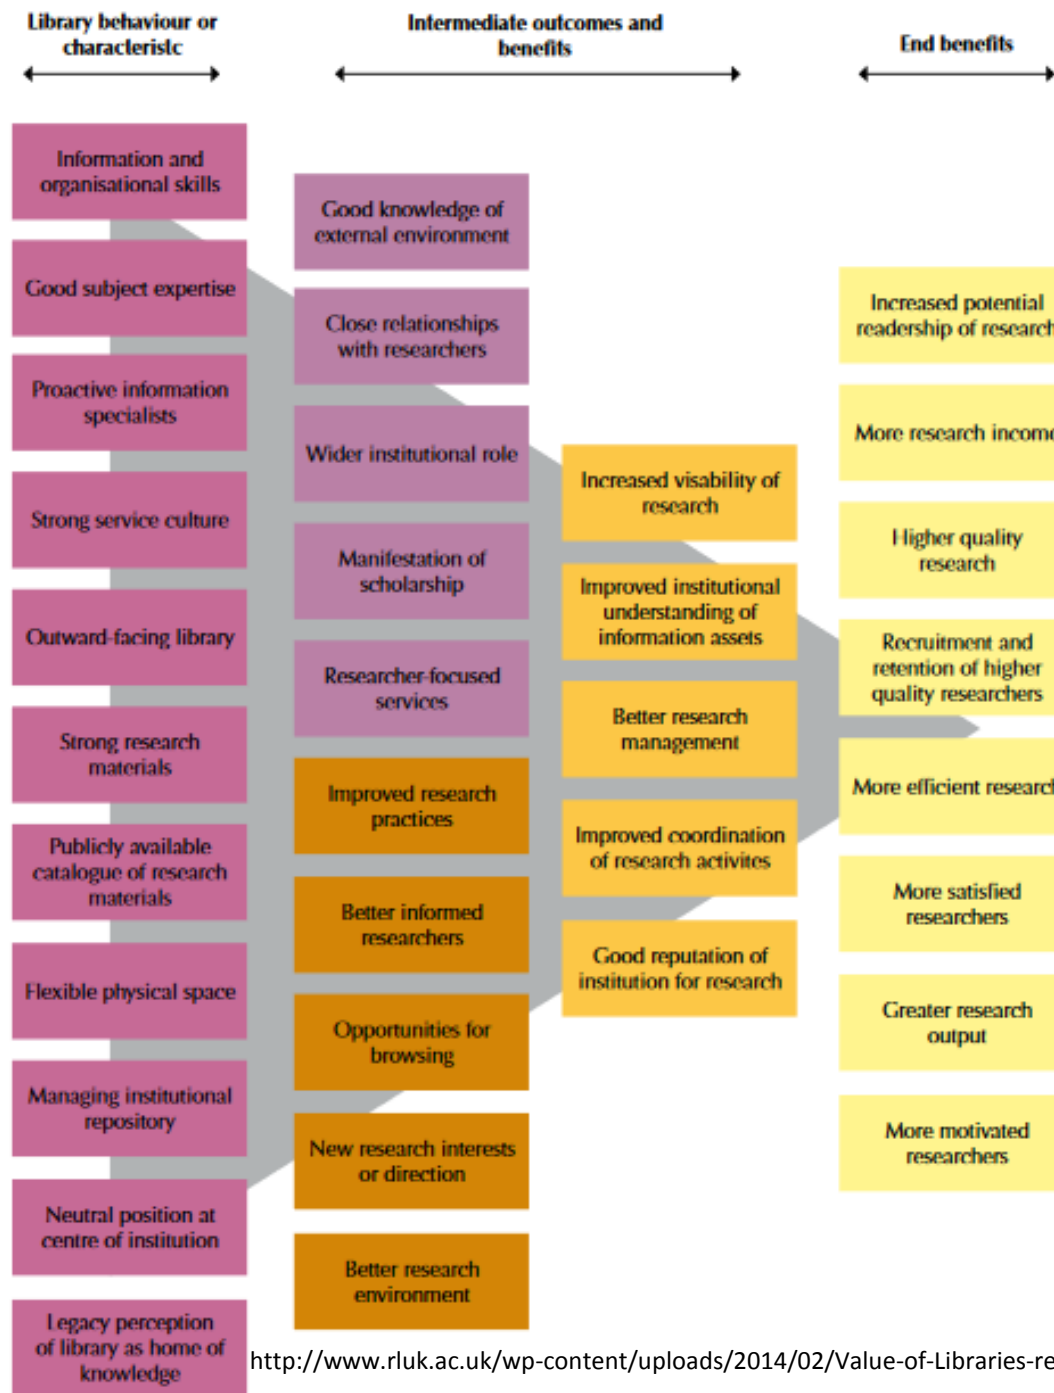 Library behaviour or
characteristc
Intermediate outcomes and
benefits
End benefits
Information and
organisational skills
Good subject expertise
Proactive information
specialists
Strong service culture
Outward-facing library
Strong research
materials
Publicly available
catalogue of research
materials
Flexible physical space
Managing institutional
repository
Neutral position at
centre of institution
Legacy perception
of library as home of
knowledge
Good knowledge of
external environment
Close relationships
with researchers
Wider institutional role
Manifestation of
scholarship
Researcher-focused
services
Improved research
practices
Better informed
researchers
Opportunities for
browsing
New research interests
or direction
Better research
environment
Increased visability of
research
Improved institutional
understanding of
information assets
Better research
management
Improved coordination
of research activites
Good reputation of
institution for research
Increased potential
readership of research
More research income
Higher quality
research
Recruitment and
retention of higher
quality researchers
More efficient research
More satisfied
researchers
Greater research
output
More motivated
researchers
http://www.rluk.ac.uk/wp-content/uploads/2014/02/Value-of-Libraries-re